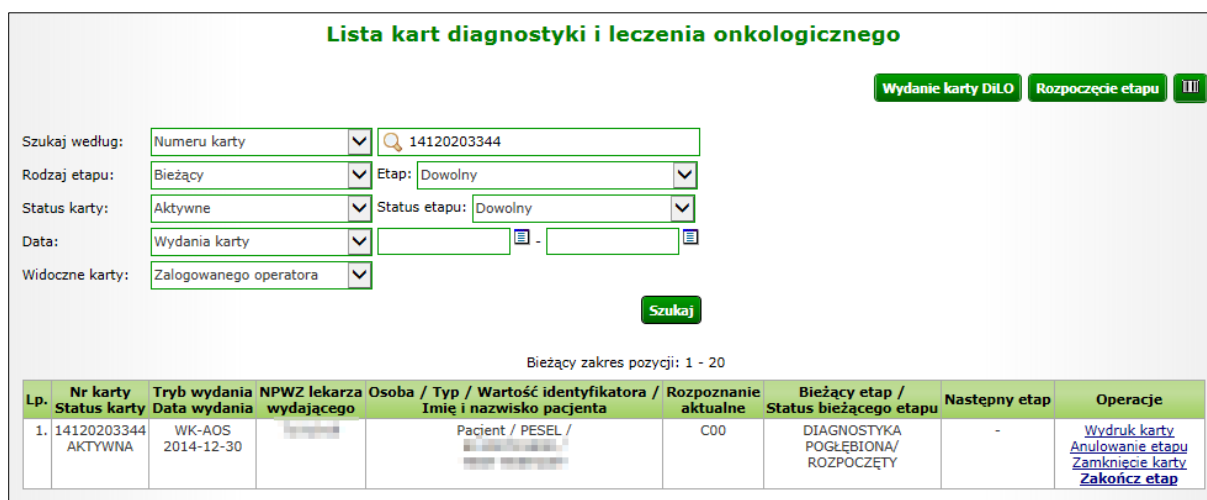 Lista kart diagnostyki i leczenia onkologicznego
Wydanie karty DiLO Rozpoczęcie etapu
Szukaj według: Numeru karty 14120203344
Rodzaj etapu: Bieżący Etap: Dowolny
Status karty: Aktywne Status etapu: Dowolny
Data: Wydania karty -
Widoczne karty: Zalogowanego operatora
Szukaj
Bieżący zakres pozycji: 1 - 20
Lp. Nr karty Tryb wydania NPWZ lekarza Osoba / Typ / Wartość identyfikatora / Rozpoznanie Bieżący etap / Następny etap Operacje
Status karty Data wydania wydającego Imię i nazwisko pacjenta aktualne Status bieżącego etapu
1. 14120203344 WK-AOS Pacjent / PESEL / C00 DIAGNOSTYKA - Wydruk karty
AKTYWNA 2014-12-30 / POGŁĘBIONA/ Anulowanie etapu
ROZPOCZĘTY Zamknięcie karty
Zakończ etap